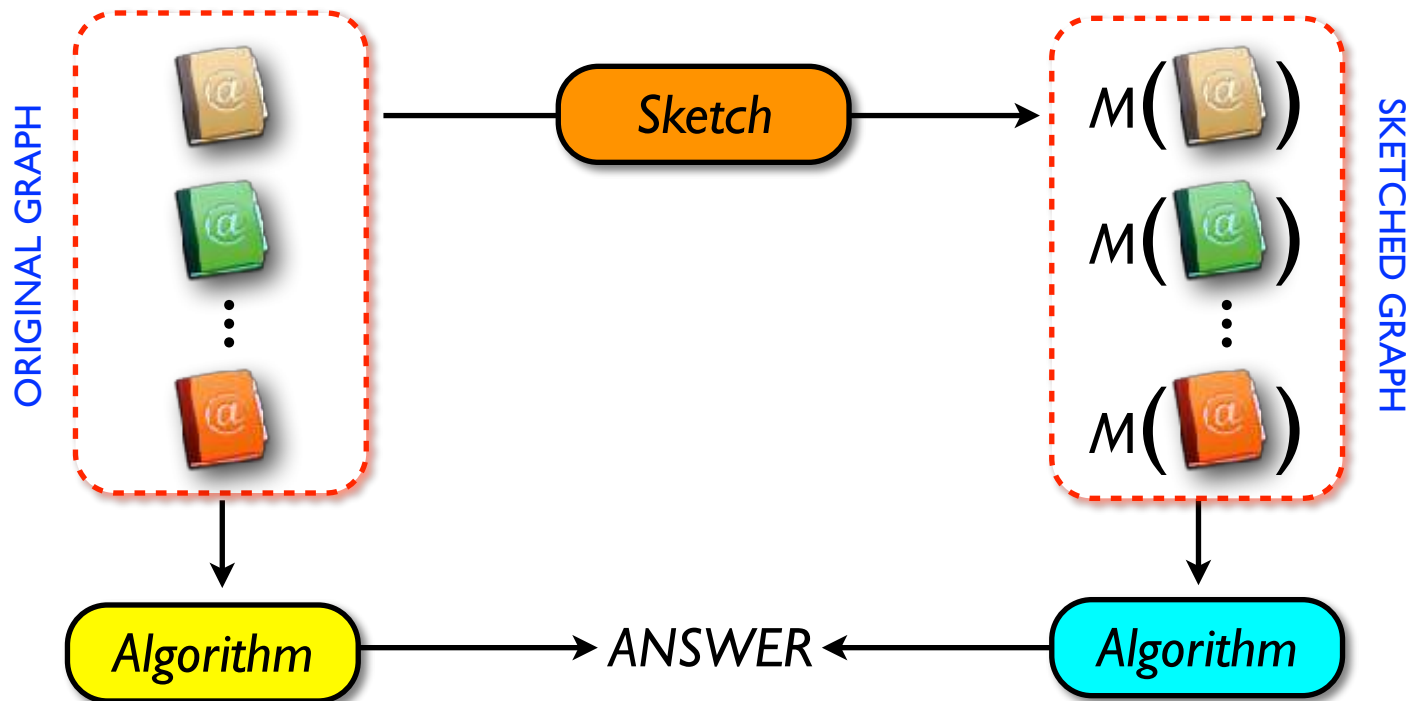 ORIGINAL GRAPH
@
@
@
Sketch
M(@)
M(@)
M(@)
SKETCHED GRAPH
Algorithm
ANSWER
Algorithm